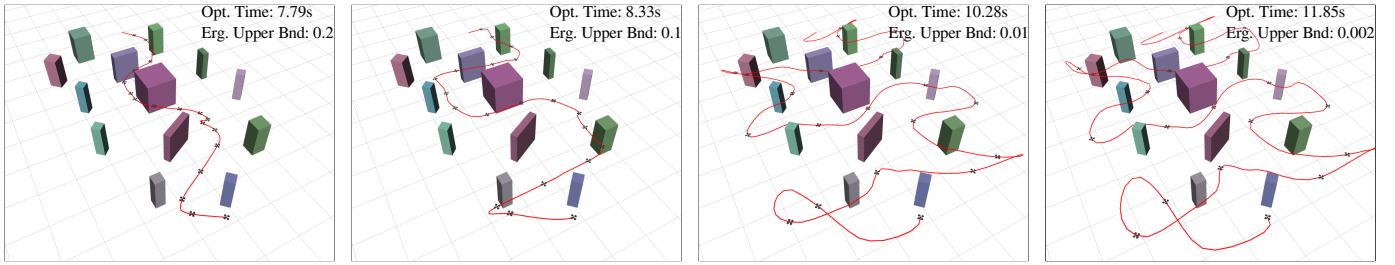 Opt. Time: 7.79s
Erg. Upper Bnd: 0.2
Opt. Time: 8.33s
Erg. Upper Bnd: 0.1
Opt. Time: 10.28s
Erg. Upper Bnd: 0.01
Opt. Time: 11.85s
Erg. Upper Bnd: 0.002